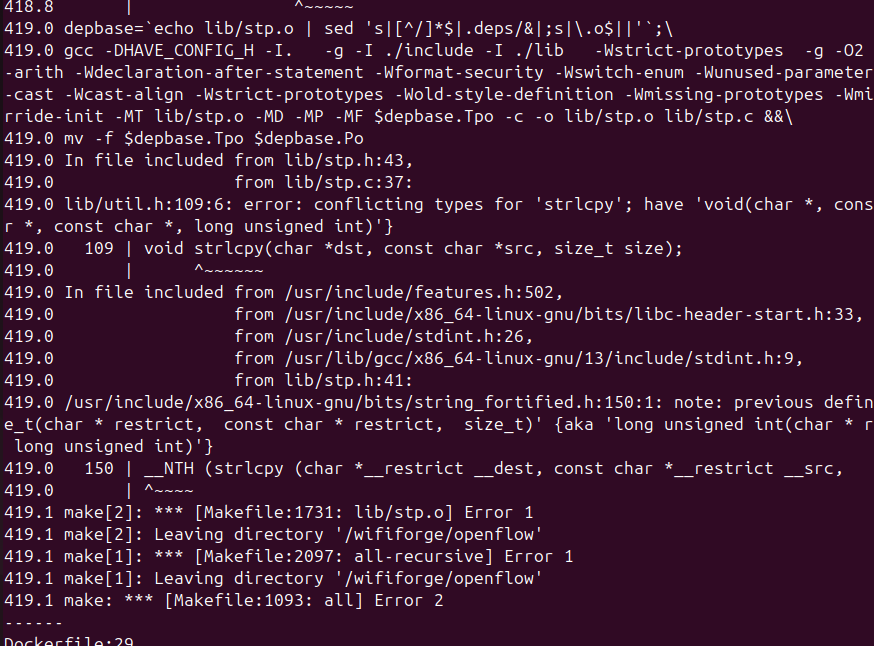 418.8       |                ^~~~~~
419.0 depbase=`echo lib/stp.o | sed 's|[^/]*$|.deps/&|;s|\.o$||'`;\
419.0 gcc -DHAVE_CONFIG_H -I.   -g -I ./include -I ./lib   -Wstrict-prototypes  -g -O2
-arith -Wdeclaration-after-statement -Wformat-security -Wswitch-enum -Wunused-parameter
-cast -Wcast-align -Wstrict-prototypes -Wold-style-definition -Wmissing-prototypes -Wmi
rride-init -MT lib/stp.o -MD -MP -MF $depbase.Tpo -c -o lib/stp.o lib/stp.c &&\
419.0 mv -f $depbase.Tpo $depbase.Po
419.0 In file included from lib/stp.h:43,
419.0                  from lib/stp.c:37:
419.0 lib/util.h:109:6: error: conflicting types for 'strlcpy'; have 'void(char *, cons
r *, const char *, long unsigned int)'}
419.0   109 | void strlcpy(char *dst, const char *src, size_t size);
419.0       |      ^~~~~~~
419.0 In file included from /usr/include/features.h:502,
419.0                  from /usr/include/x86_64-linux-gnu/bits/libc-header-start.h:33,
419.0                  from /usr/include/stdint.h:26,
419.0                  from /usr/lib/gcc/x86_64-linux-gnu/13/include/stdint.h:9,
419.0                  from lib/stp.h:41:
419.0 /usr/include/x86_64-linux-gnu/bits/string_fortified.h:150:1: note: previous defin
e_t(char * restrict,  const char * restrict,  size_t)' {aka 'long unsigned int(char * r
 long unsigned int)'}
419.0   150 | __NTH (strlcpy (char *__restrict __dest, const char *__restrict __src,
419.0       | ^~~~~
419.1 make[2]: *** [Makefile:1731: lib/stp.o] Error 1
419.1 make[2]: Leaving directory '/wififorge/openflow'
419.1 make[1]: *** [Makefile:2097: all-recursive] Error 1
419.1 make[1]: Leaving directory '/wififorge/openflow'
419.1 make: *** [Makefile:1093: all] Error 2
------
Dockerfile:29